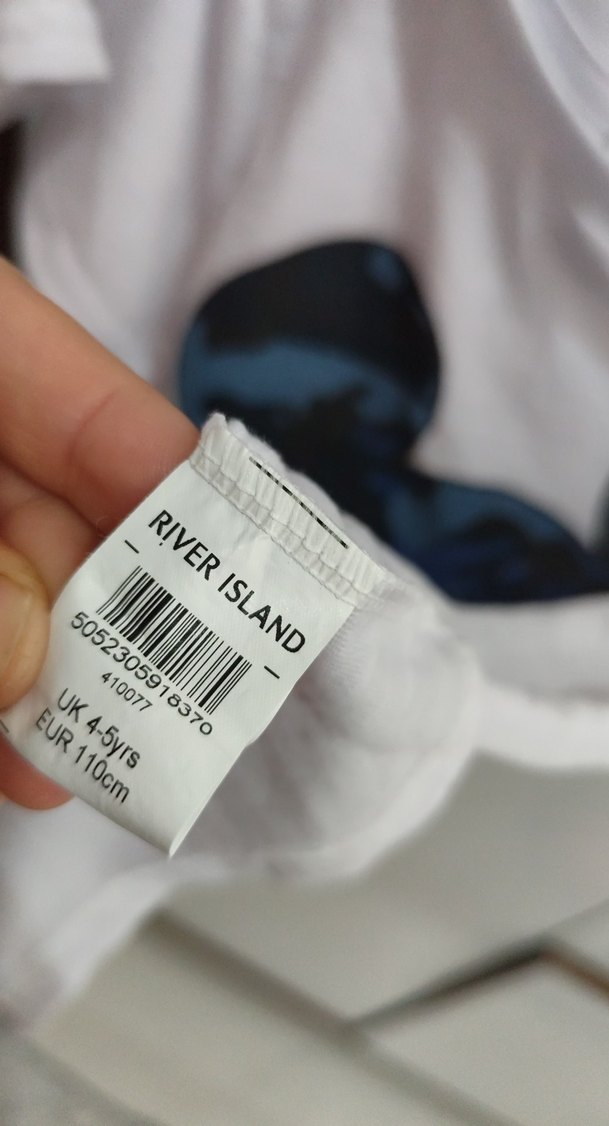 RIVER ISLAND
5052305918370
410077
UK 4-5yrs
EUR 110cm